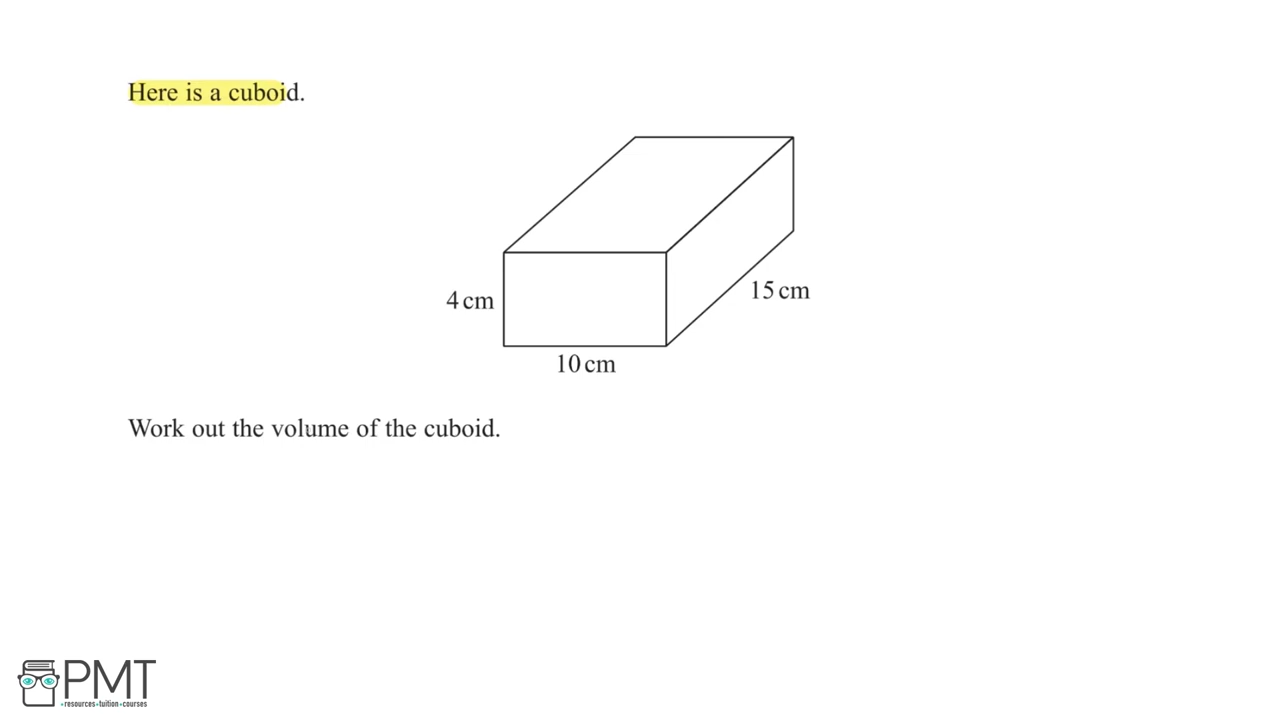 Here is a cuboid.
4 cm
15 cm
10 cm
Work out the volume of the cuboid.
PMT
•resources•tuition•courses